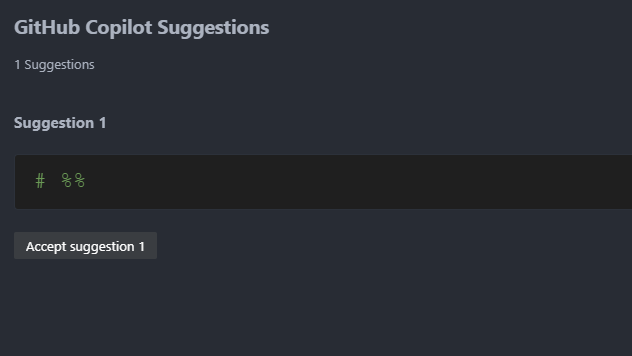 GitHub Copilot Suggestions
1 Suggestions
Suggestion 1
# %%
Accept suggestion 1